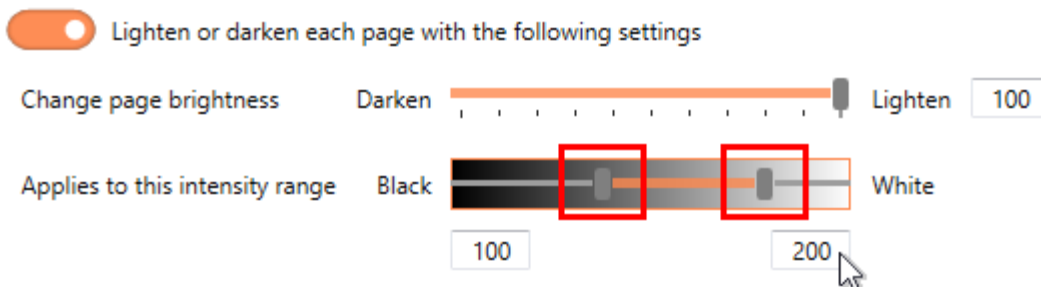 Lighten or darken each page with the following settings
Change page brightness Darken Lighten 100
Applies to this intensity range Black White
100 200